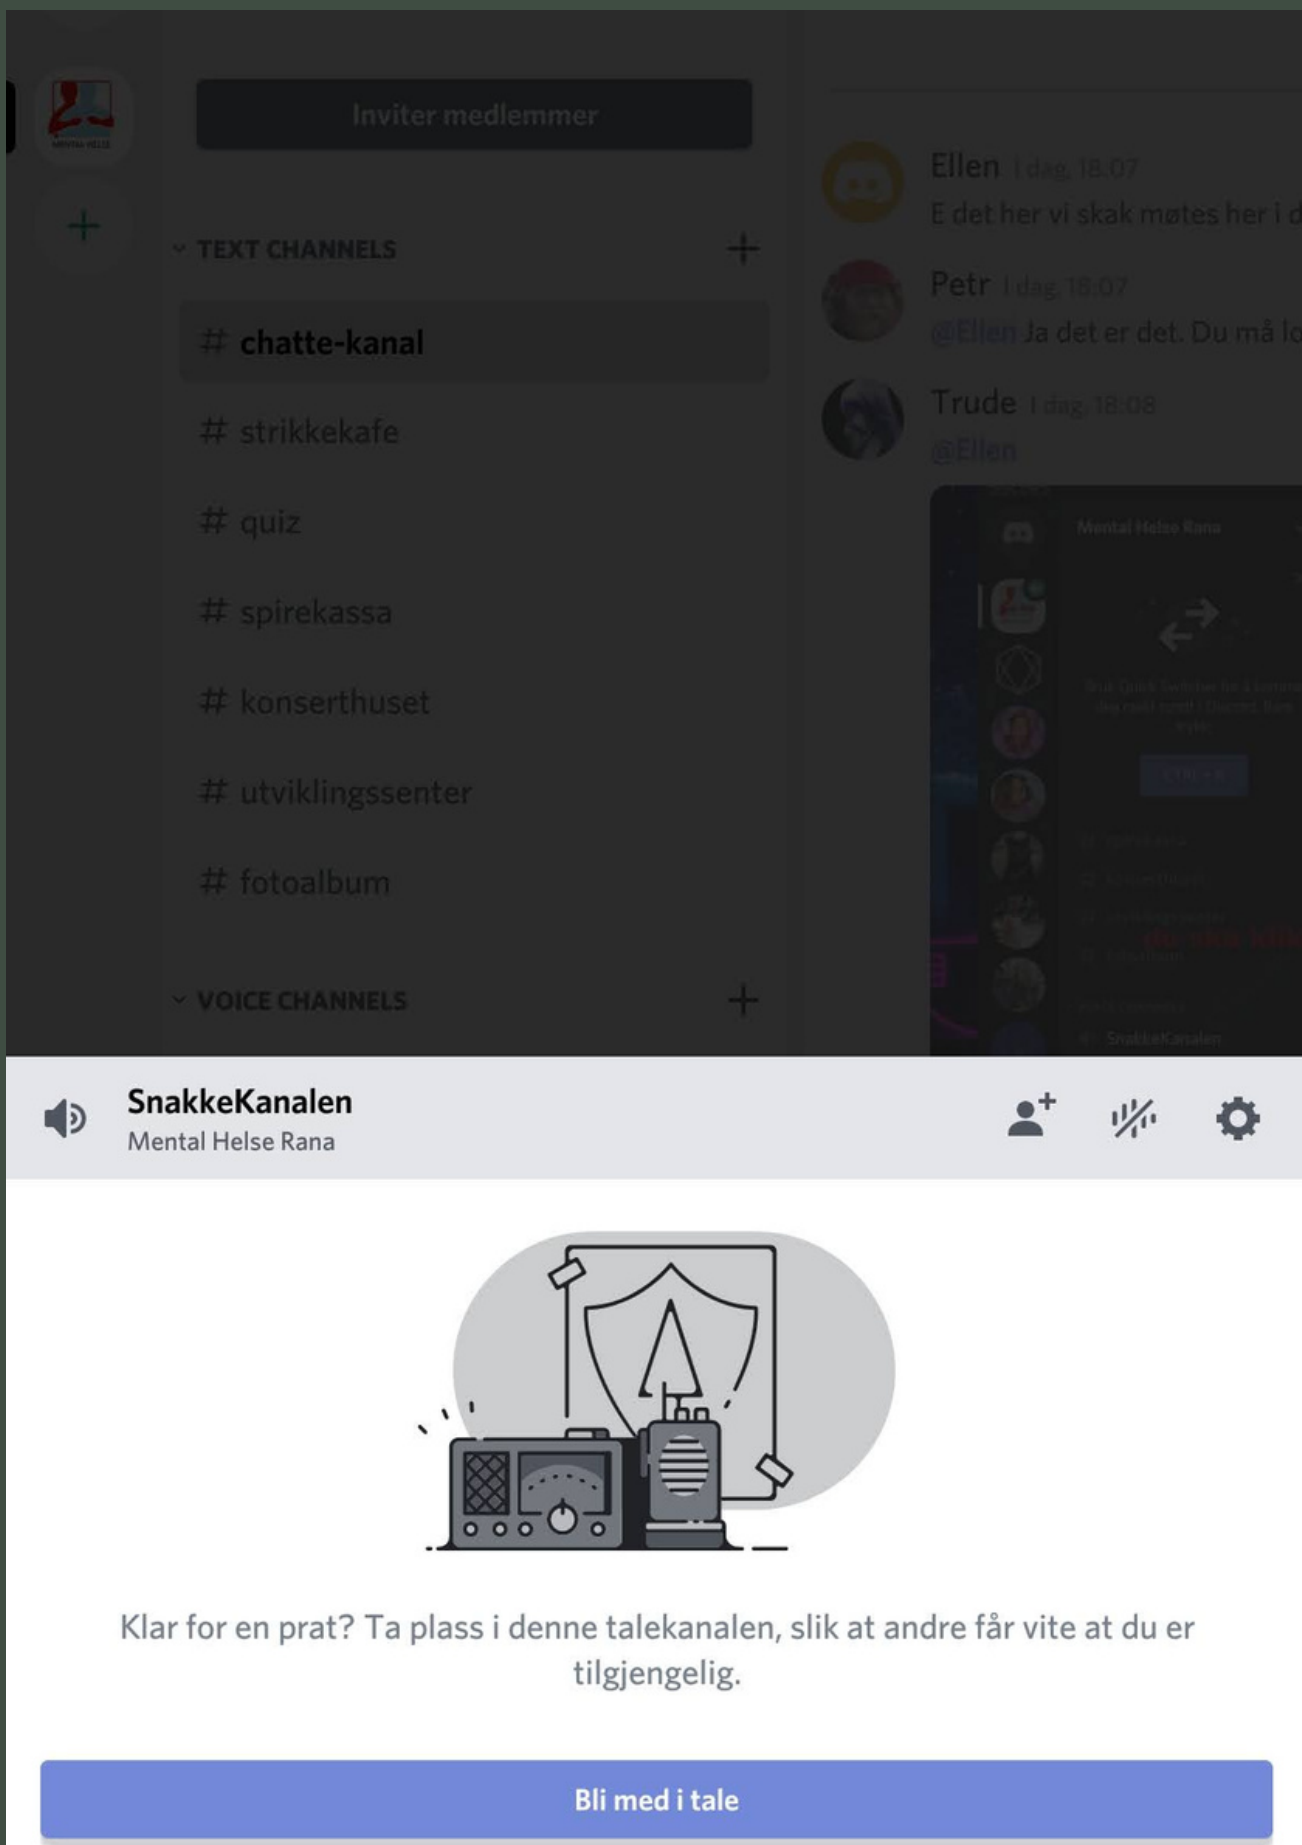 MENTAL HELSE
Inviter medlemmer
TEXT CHANNELS
# chatte-kanal
# strikkekafe
# quiz
# spirekassa
# konserthuset
# utviklingssenter
# fotoalbum
VOICE CHANNELS
Ellen I dag, 18:07
E det her vi skak møtes her i d
Petr I dag, 18:07
@Ellen Ja det er det. Du må lo
Trude I dag, 18:08
@Ellen
Mental Helse Rana
SnakkeKanalen
SnakkeKanalen
Mental Helse Rana
Klar for en prat? Ta plass i denne talekanalen, slik at andre får vite at du er
tilgjengelig.
Bli med i tale